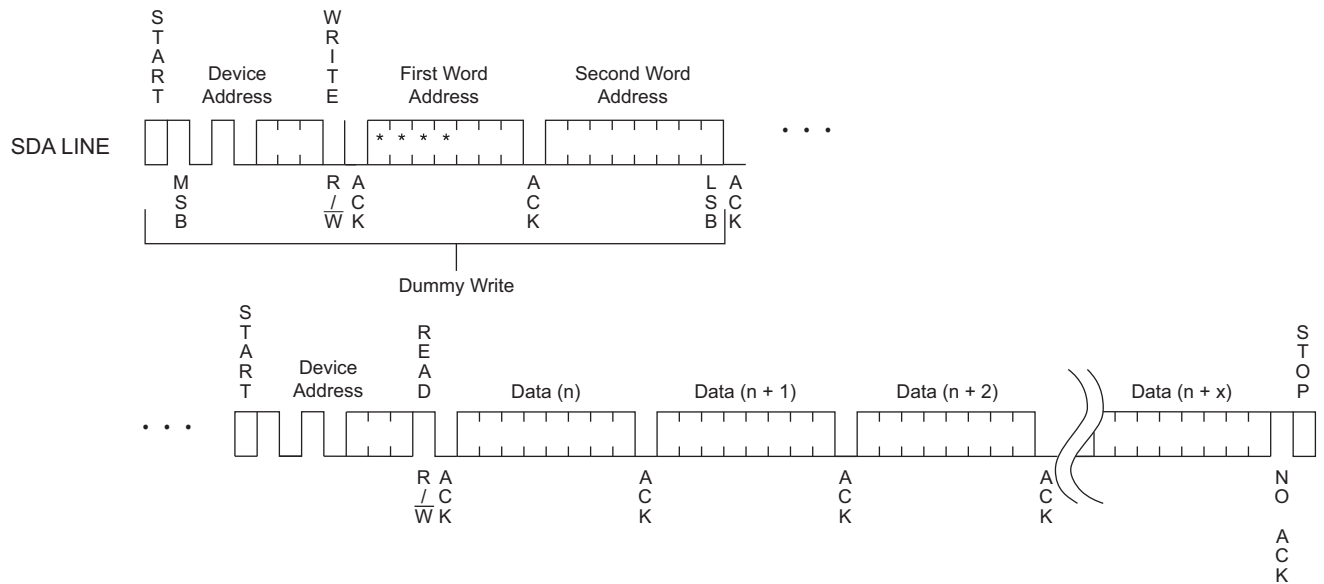 START
WRITE
Device
Address
First Word
Address
Second Word
Address
SDA LINE
* * * *
• • •
MSB
R/W
ACK
ACK
LSB
ACK
Dummy Write
START
READ
STOP
Device
Address
Data (n)
Data (n + 1)
Data (n + 2)
Data (n + x)
• • •
R/W
ACK
ACK
ACK
ACK
NO ACK